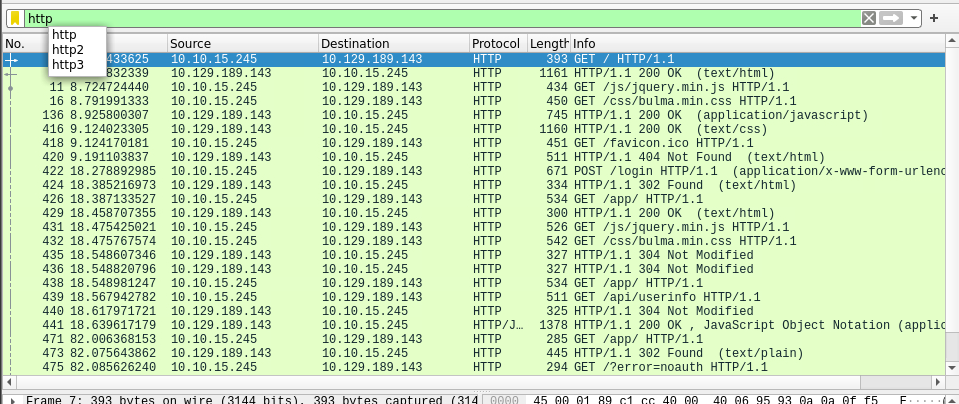 http
http
http2
http3
No. Source Destination Protocol Length Info
433625 10.10.15.245 10.129.189.143 HTTP 393 GET / HTTP/1.1
832339 10.129.189.143 10.10.15.245 HTTP 1161 HTTP/1.1 200 OK (text/html)
11 8.724724440 10.10.15.245 10.129.189.143 HTTP 434 GET /js/jquery.min.js HTTP/1.1
16 8.791991333 10.10.15.245 10.129.189.143 HTTP 450 GET /css/bulma.min.css HTTP/1.1
136 8.925800307 10.129.189.143 10.10.15.245 HTTP 745 HTTP/1.1 200 OK (application/javascript)
416 9.124023305 10.129.189.143 10.10.15.245 HTTP 1160 HTTP/1.1 200 OK (text/css)
418 9.124170181 10.10.15.245 10.129.189.143 HTTP 451 GET /favicon.ico HTTP/1.1
420 9.191103837 10.129.189.143 10.10.15.245 HTTP 511 HTTP/1.1 404 Not Found (text/html)
422 18.278892985 10.10.15.245 10.129.189.143 HTTP 671 POST /login HTTP/1.1 (application/x-www-form-urlenc
424 18.385216973 10.129.189.143 10.10.15.245 HTTP 334 HTTP/1.1 302 Found (text/html)
426 18.387133527 10.10.15.245 10.129.189.143 HTTP 534 GET /app/ HTTP/1.1
429 18.458707355 10.129.189.143 10.10.15.245 HTTP 300 HTTP/1.1 200 OK (text/html)
431 18.475425021 10.10.15.245 10.129.189.143 HTTP 526 GET /js/jquery.min.js HTTP/1.1
432 18.475767574 10.10.15.245 10.129.189.143 HTTP 542 GET /css/bulma.min.css HTTP/1.1
435 18.548607346 10.129.189.143 10.10.15.245 HTTP 327 HTTP/1.1 304 Not Modified
436 18.548820796 10.129.189.143 10.10.15.245 HTTP 327 HTTP/1.1 304 Not Modified
438 18.548981247 10.10.15.245 10.129.189.143 HTTP 534 GET /app/ HTTP/1.1
439 18.567942782 10.10.15.245 10.129.189.143 HTTP 511 GET /api/userinfo HTTP/1.1
440 18.617971721 10.129.189.143 10.10.15.245 HTTP 325 HTTP/1.1 304 Not Modified
441 18.639617179 10.129.189.143 10.10.15.245 HTTP/J… 1378 HTTP/1.1 200 OK , JavaScript Object Notation (applic
471 82.006368153 10.10.15.245 10.129.189.143 HTTP 285 GET /app/ HTTP/1.1
473 82.075643862 10.129.189.143 10.10.15.245 HTTP 445 HTTP/1.1 302 Found (text/plain)
475 82.085626240 10.10.15.245 10.129.189.143 HTTP 294 GET /?error=noauth HTTP/1.1
Frame 7: 393 bytes on wire (3144 bits), 393 bytes captured (314 0000 45 00 01 89 c1 cc 40 00 40 06 95 93 0a 0a 0f f5